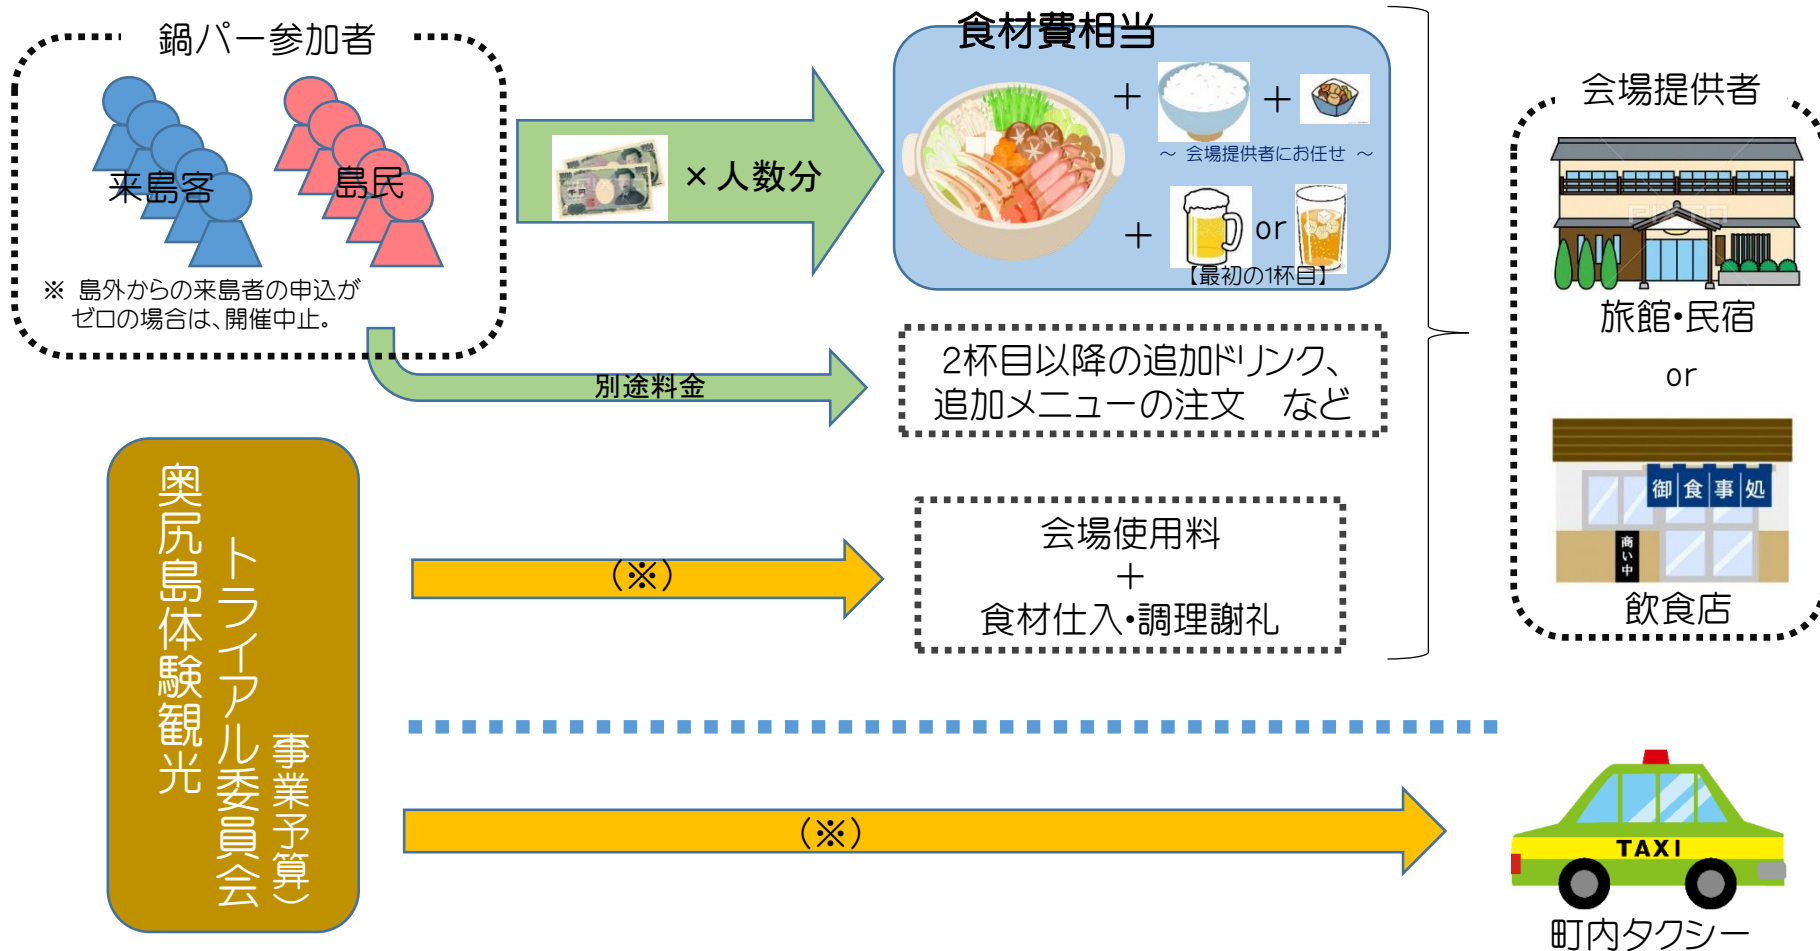 鍋パー参加者
来島客
島民
※ 島外からの来島者の申込が
ゼロの場合は、開催中止。
×人数分
食材費相当
＋
＋
～ 会場提供者にお任せ ～
＋
or
【最初の1杯目】
別途料金
2杯目以降の追加ドリンク、
追加メニューの注文　など
奥尻島体験観光
トライアル委員会
事業予算）
（※）
会場使用料
＋
食材仕入・調理謝礼
（※）
会場提供者
旅館・民宿
or
御食事処
商い中
飲食店
TAXI
町内タクシー